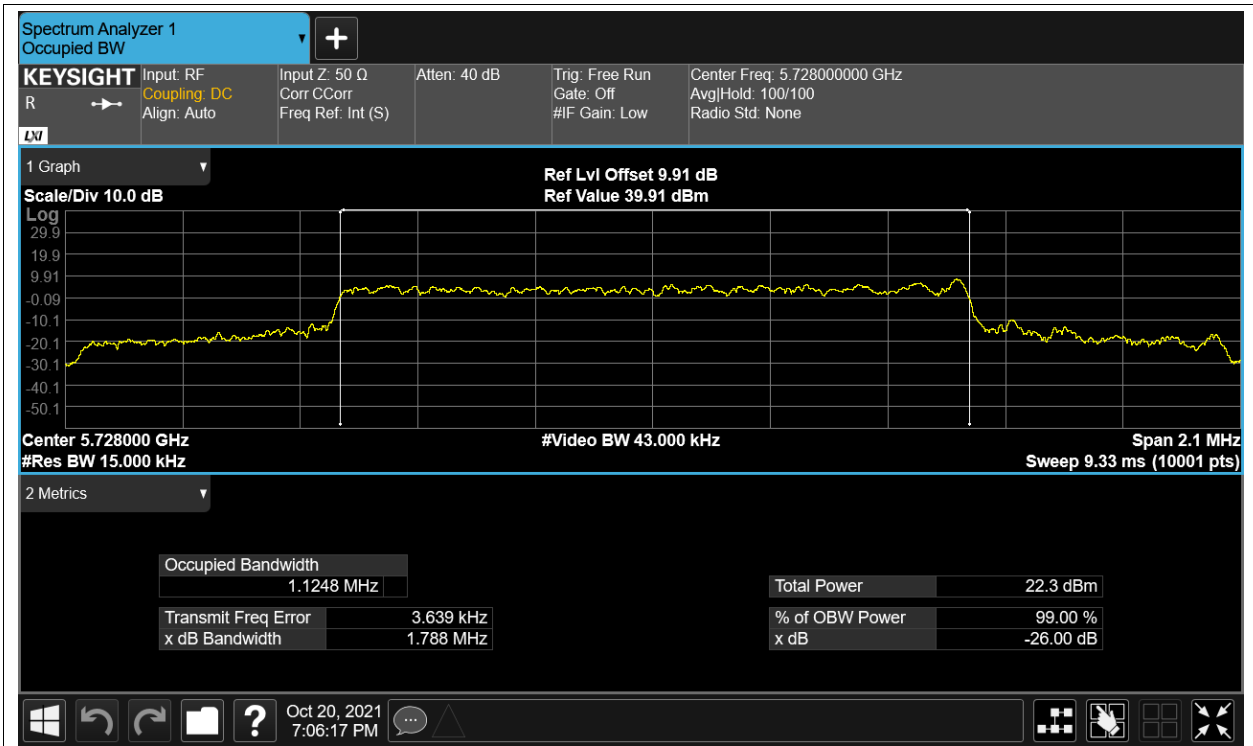 Spectrum Analyzer 1
Occupied BW
KEYSIGHT
R
LXI
Input: RF
Coupling: DC
Align: Auto
Input Z: 50 Ω
Corr CCorr
Freq Ref: Int (S)
Atten: 40 dB
Trig: Free Run
Gate: Off
#IF Gain: Low
Center Freq: 5.728000000 GHz
Avg|Hold: 100/100
Radio Std: None
1 Graph
Scale/Div 10.0 dB
Ref Lvl Offset 9.91 dB
Ref Value 39.91 dBm
Log
29.9
19.9
9.91
-0.09
-10.1
-20.1
-30.1
-40.1
-50.1
Center 5.728000 GHz
#Res BW 15.000 kHz
#Video BW 43.000 kHz
Span 2.1 MHz
Sweep 9.33 ms (10001 pts)
2 Metrics
Occupied Bandwidth
1.1248 MHz
Transmit Freq Error 3.639 kHz
x dB Bandwidth 1.788 MHz
Total Power 22.3 dBm
% of OBW Power 99.00 %
x dB -26.00 dB
?
Oct 20, 2021
7:06:17 PM